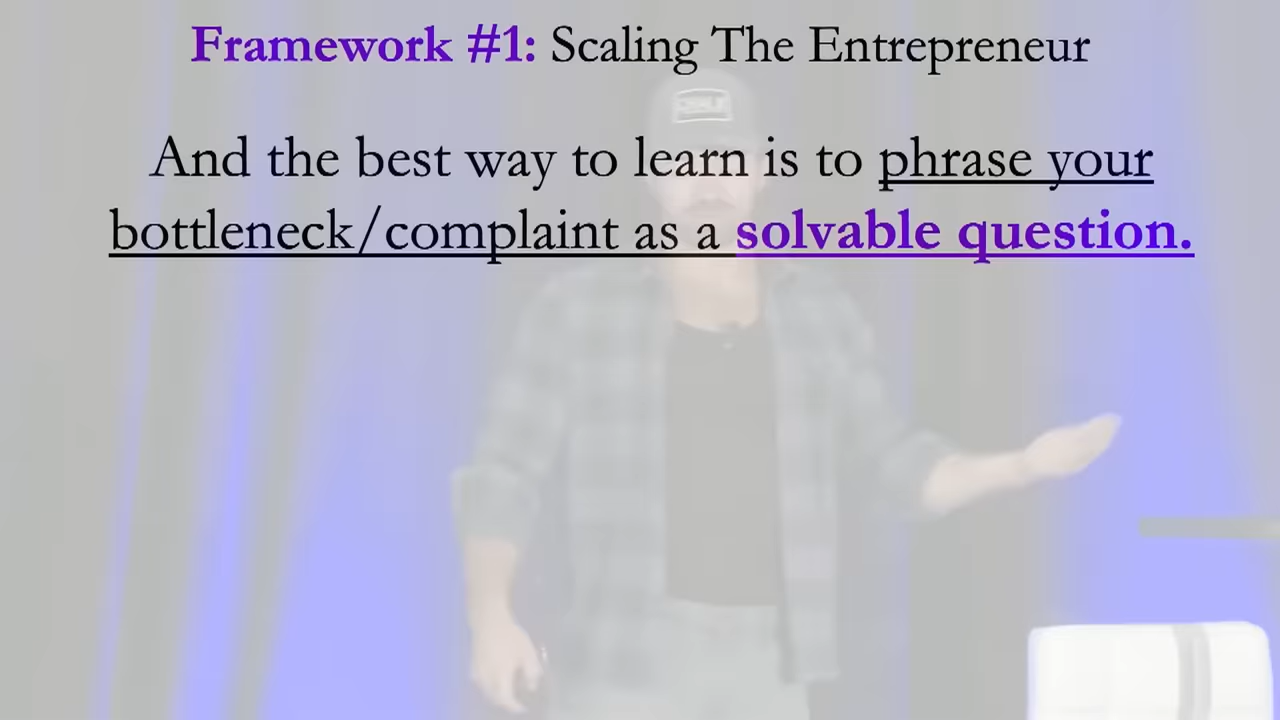 Framework #1: Scaling The Entrepreneur
And the best way to learn is to phrase your
bottleneck/complaint as a solvable question.